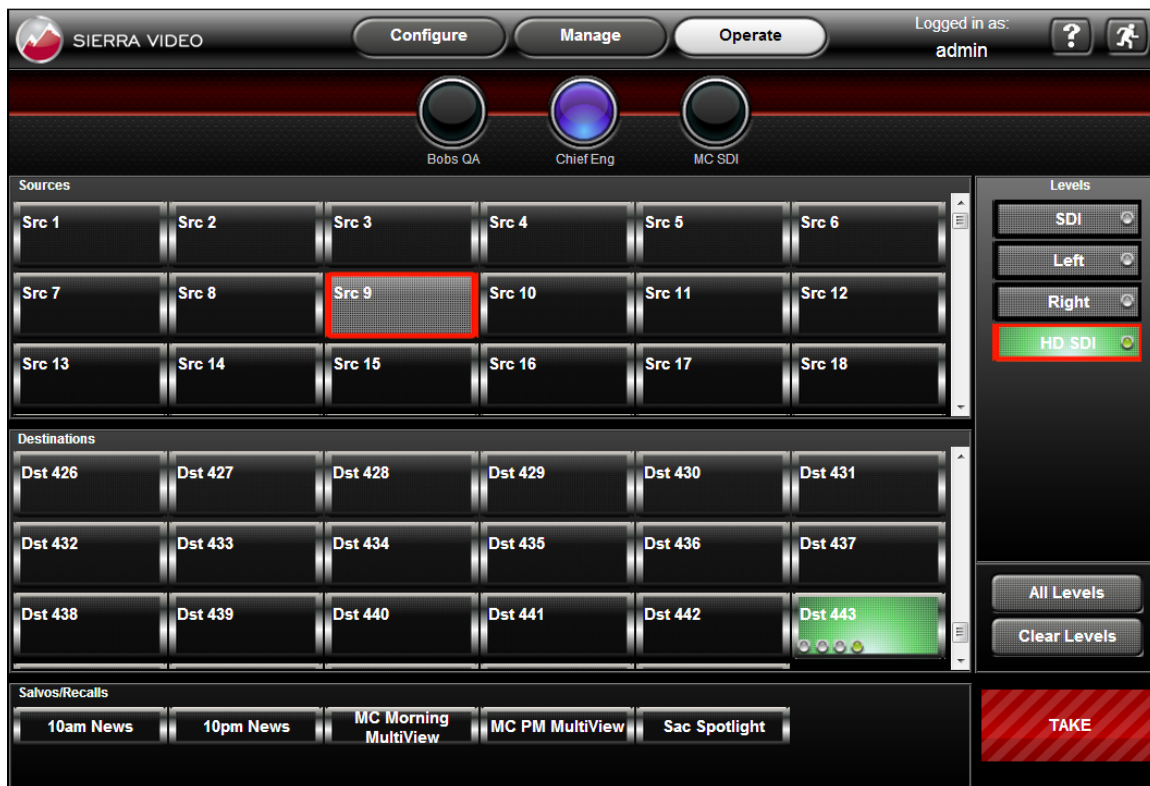 SIERRA VIDEO
Configure
Manage
Operate
Logged in as:
admin
?
Bobs QA
Chief Eng
MC SDI
Sources
Src 1
Src 2
Src 3
Src 4
Src 5
Src 6
Src 7
Src 8
Src 9
Src 10
Src 11
Src 12
Src 13
Src 14
Src 15
Src 16
Src 17
Src 18
Levels
SDI
Left
Right
HD SDI
Destinations
Dst 426
Dst 427
Dst 428
Dst 429
Dst 430
Dst 431
Dst 432
Dst 433
Dst 434
Dst 435
Dst 436
Dst 437
Dst 438
Dst 439
Dst 440
Dst 441
Dst 442
Dst 443
All Levels
Clear Levels
Salvos/Recalls
10am News
10pm News
MC Morning
MultiView
MC PM MultiView
Sac Spotlight
TAKE